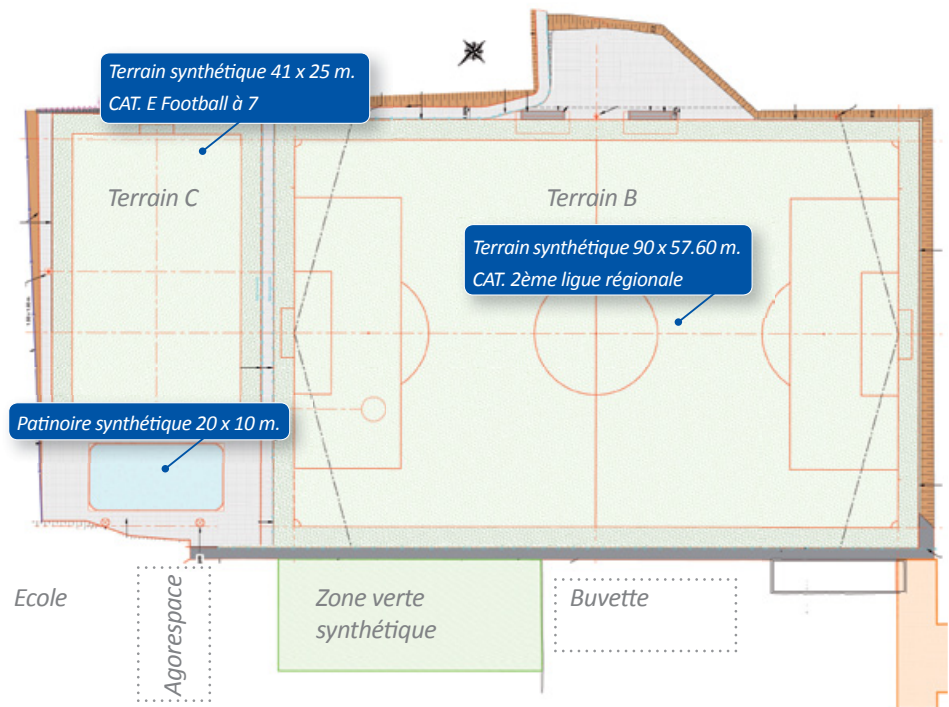 Terrain synthétique 41 x 25 m.
CAT. E Football à 7
Terrain C
Terrain B
Terrain synthétique 90 x 57.60 m.
CAT. 2ème ligue régionale
Patinoire synthétique 20 x 10 m.
Ecole
Agorespace
Zone verte
synthétique
Buvette